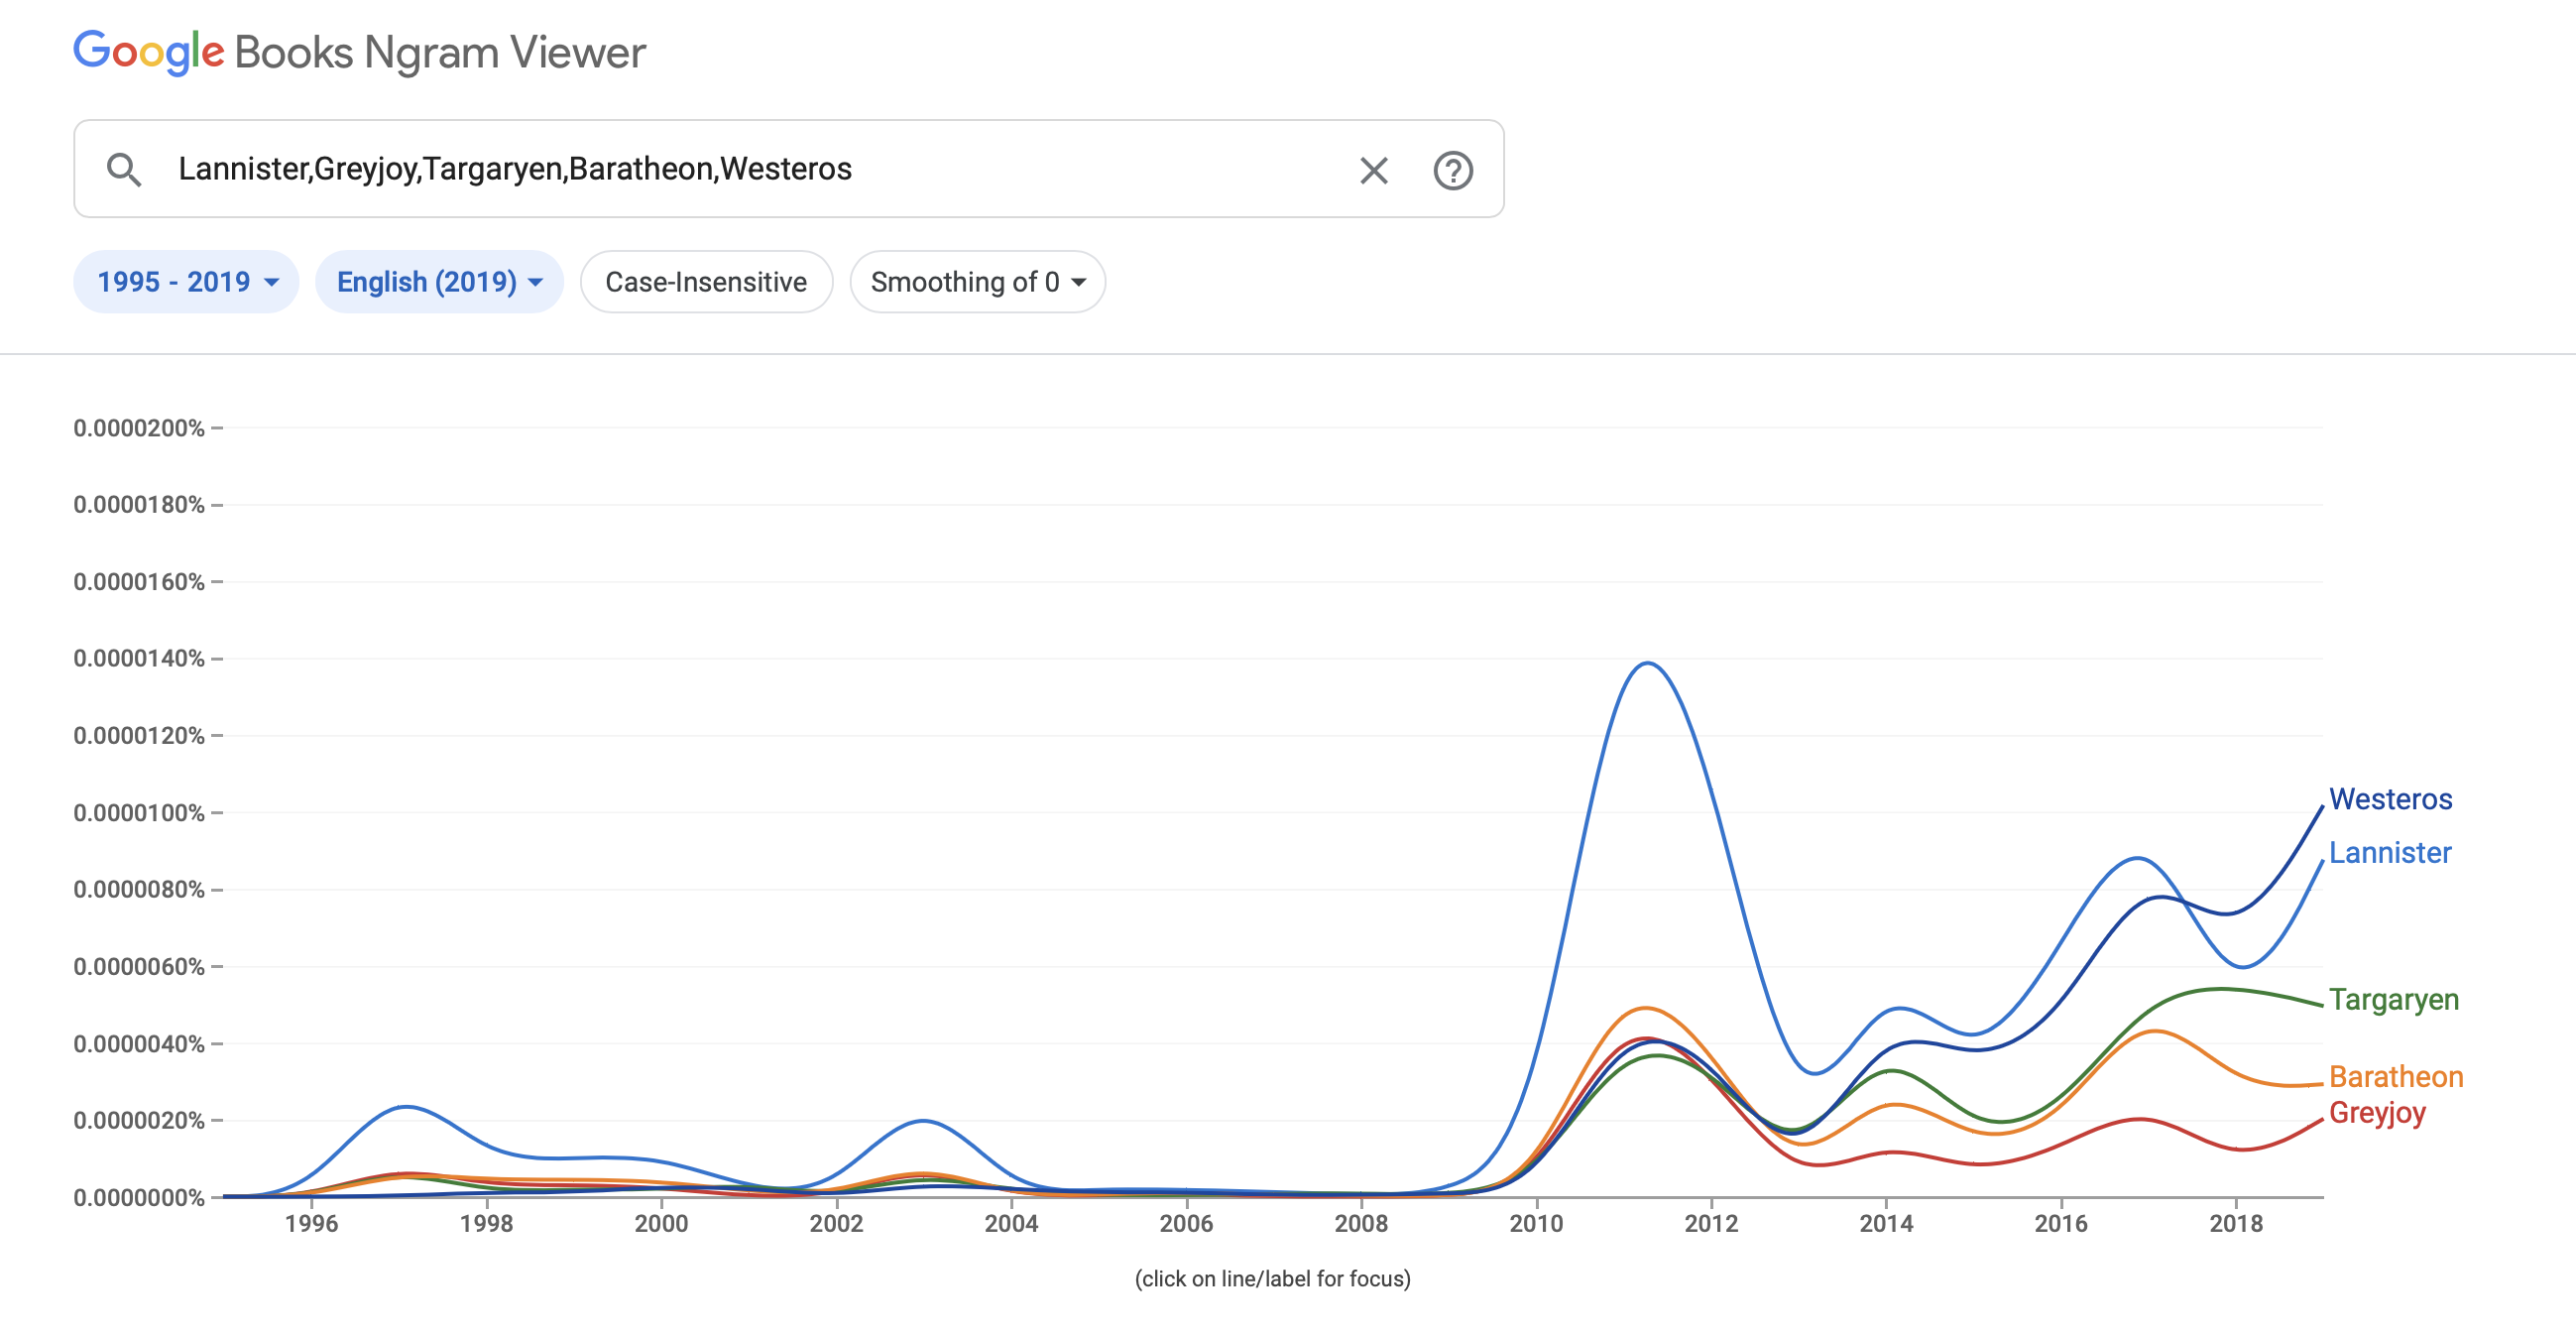 Google Books Ngram Viewer
Lannister,Greyjoy,Targaryen,Baratheon,Westeros
1995 - 2019 English (2019) Case-Insensitive Smoothing of 0
0.0000200%
0.0000180%
0.0000160%
0.0000140%
0.0000120%
0.0000100%
0.0000080%
0.0000060%
0.0000040%
0.0000020%
0.0000000%
Westeros
Lannister
Targaryen
Baratheon
Greyjoy
1996 1998 2000 2002 2004 2006 2008 2010 2012 2014 2016 2018
(click on line/label for focus)